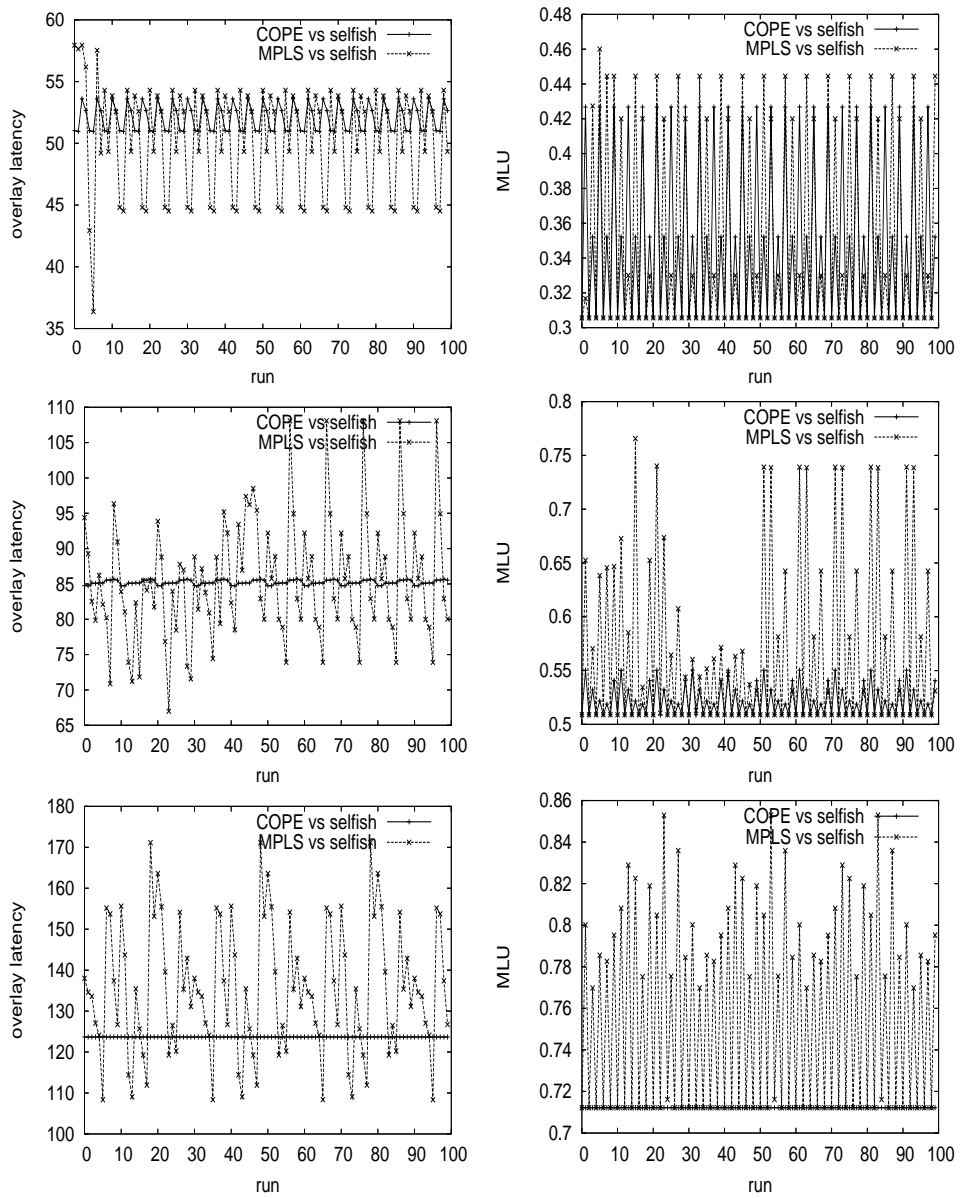 60
55
50
45
40
35
0 10 20 30 40 50 60 70 80 90 100
overlay latency
run
COPE vs selfish
MPLS vs selfish
0.48
0.46
0.44
0.42
0.4
0.38
0.36
0.34
0.32
0.3
0 10 20 30 40 50 60 70 80 90 100
MLU
run
COPE vs selfish
MPLS vs selfish
110
105
100
95
90
85
80
75
70
65
0 10 20 30 40 50 60 70 80 90 100
overlay latency
run
COPE vs selfish
MPLS vs selfish
0.8
0.75
0.7
0.65
0.6
0.55
0.5
0 10 20 30 40 50 60 70 80 90 100
MLU
run
COPE vs selfish
MPLS vs selfish
180
170
160
150
140
130
120
110
100
0 10 20 30 40 50 60 70 80 90 100
overlay latency
run
COPE vs selfish
MPLS vs selfish
0.86
0.84
0.82
0.8
0.78
0.76
0.74
0.72
0.7
0 10 20 30 40 50 60 70 80 90 100
MLU
run
COPE vs selfish
MPLS vs selfish